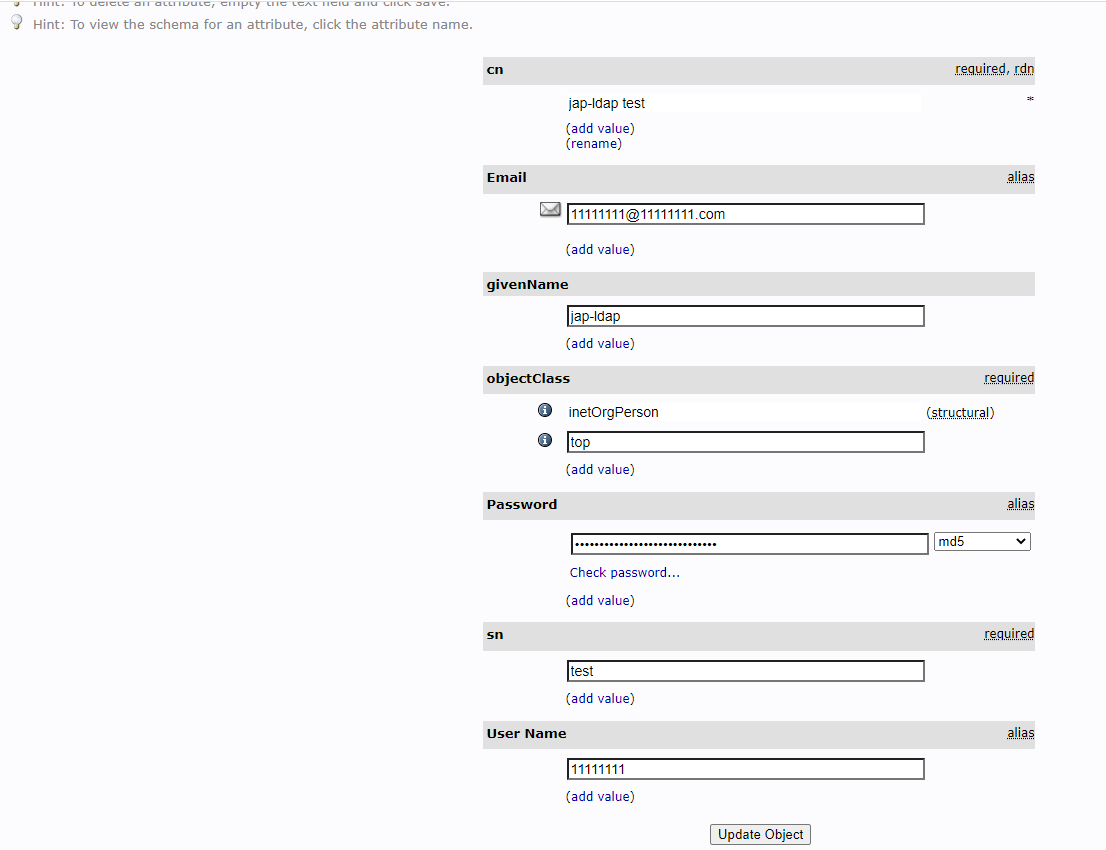 Hint: To delete an attribute, empty the text field and click save.
Hint: To view the schema for an attribute, click the attribute name.
cn required, rdn
jap-ldap test *
(add value)
(rename)
Email alias
11111111@11111111.com
(add value)
givenName
jap-ldap
(add value)
objectClass required
inetOrgPerson (structural)
top
(add value)
Password alias
•••••••••••••••••••••••••••••• md5
Check password...
(add value)
sn required
test
(add value)
User Name alias
11111111
(add value)
Update Object